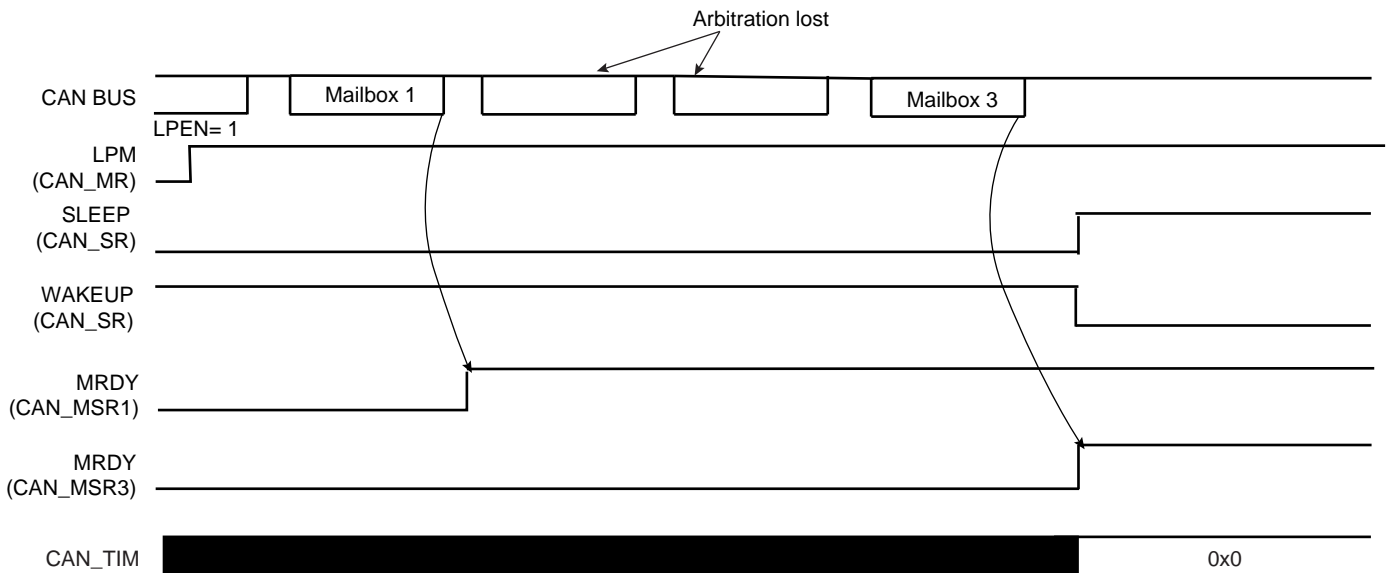 Arbitration lost
CAN BUS
Mailbox 1
Mailbox 3
LPEN= 1
LPM
(CAN_MR)
SLEEP
(CAN_SR)
WAKEUP
(CAN_SR)
MRDY
(CAN_MSR1)
MRDY
(CAN_MSR3)
CAN_TIM
0x0